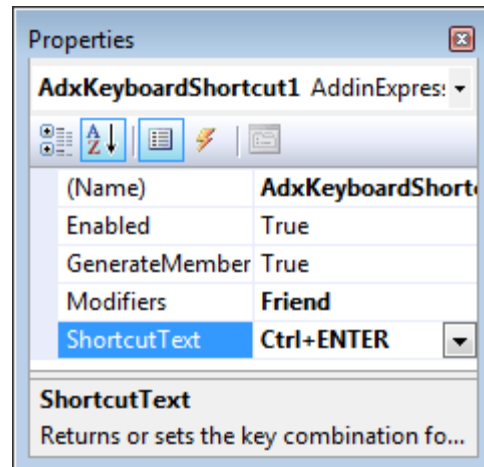 Properties
AdxKeyboardShortcut1 AddinExpres
A
Z
(Name) AdxKeyboardShort
Enabled True
GenerateMember True
Modifiers Friend
ShortcutText Ctrl+ENTER
ShortcutText
Returns or sets the key combination fo...